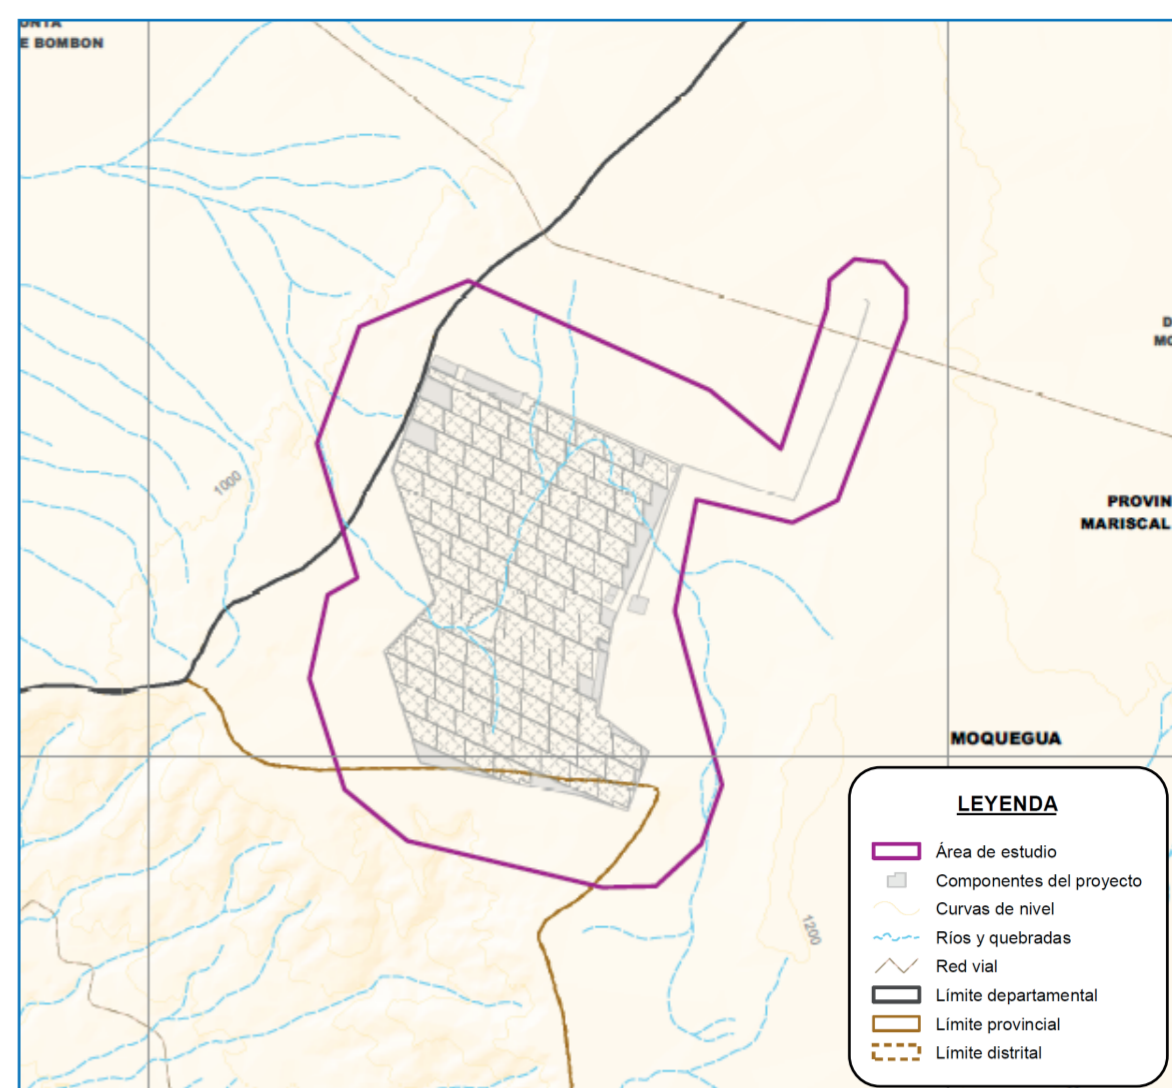 E BOMBON
1000
D
MO
PROVIN
MARISCAL
MOQUEGUA
1200
LEYENDA
Área de estudio
Componentes del proyecto
Curvas de nivel
Ríos y quebradas
Red vial
Límite departamental
Límite provincial
Límite distrital